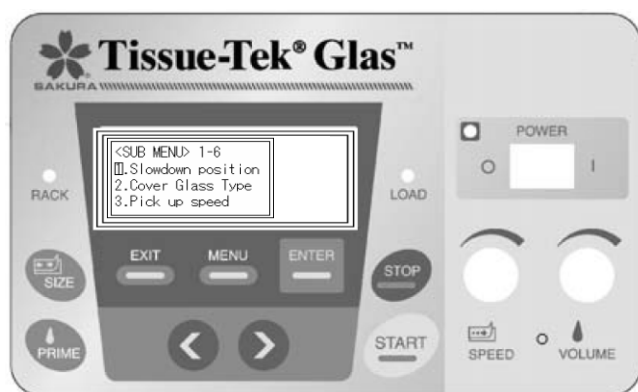 Tissue-Tek® Glas™
SAKURA
<SUB MENU> 1-6
1.Slowdown position
2.Cover Glass Type
3.Pick up speed
RACK
LOAD
POWER
O I
EXIT MENU ENTER
SIZE
STOP
PRIME
< >
START
SPEED
VOLUME